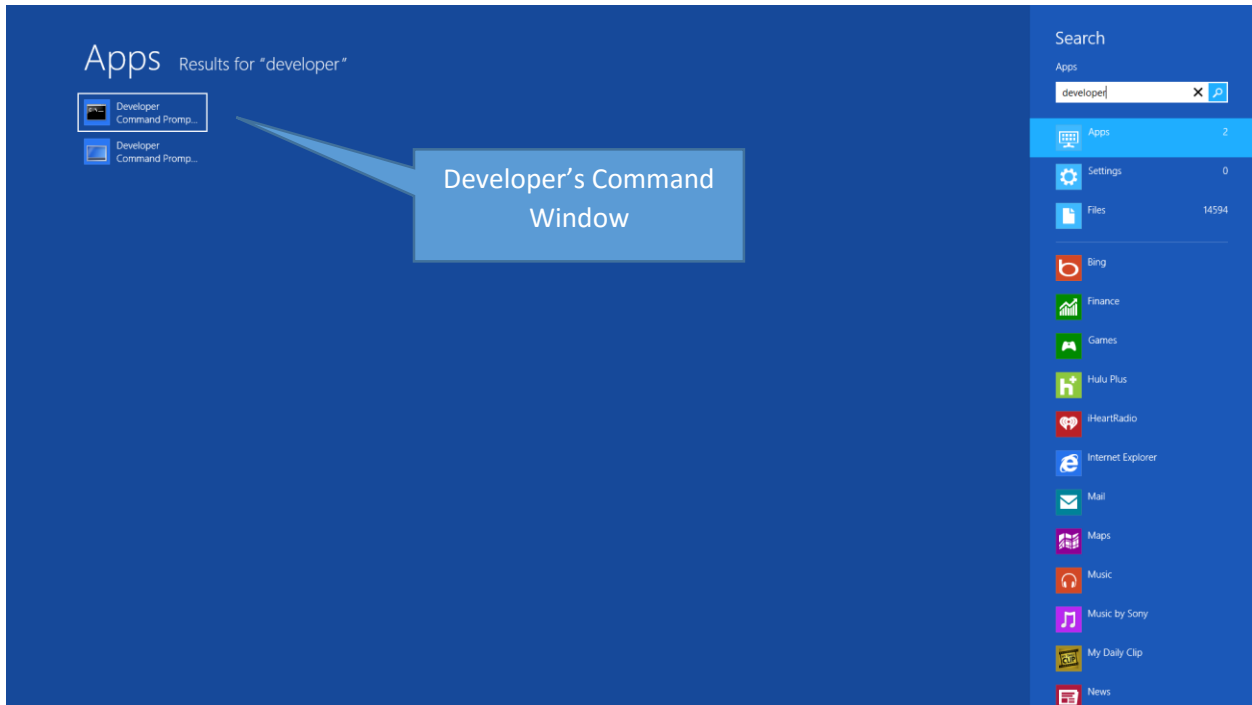 Apps Results for "developer"
Developer
Command Promp...
Developer
Command Promp...
Developer's Command
Window
Search
Apps
developer
Apps 2
Settings 0
Files 14594
Bing
Finance
Games
Hulu Plus
iHeartRadio
Internet Explorer
Mail
Maps
Music
Music by Sony
My Daily Clip
News